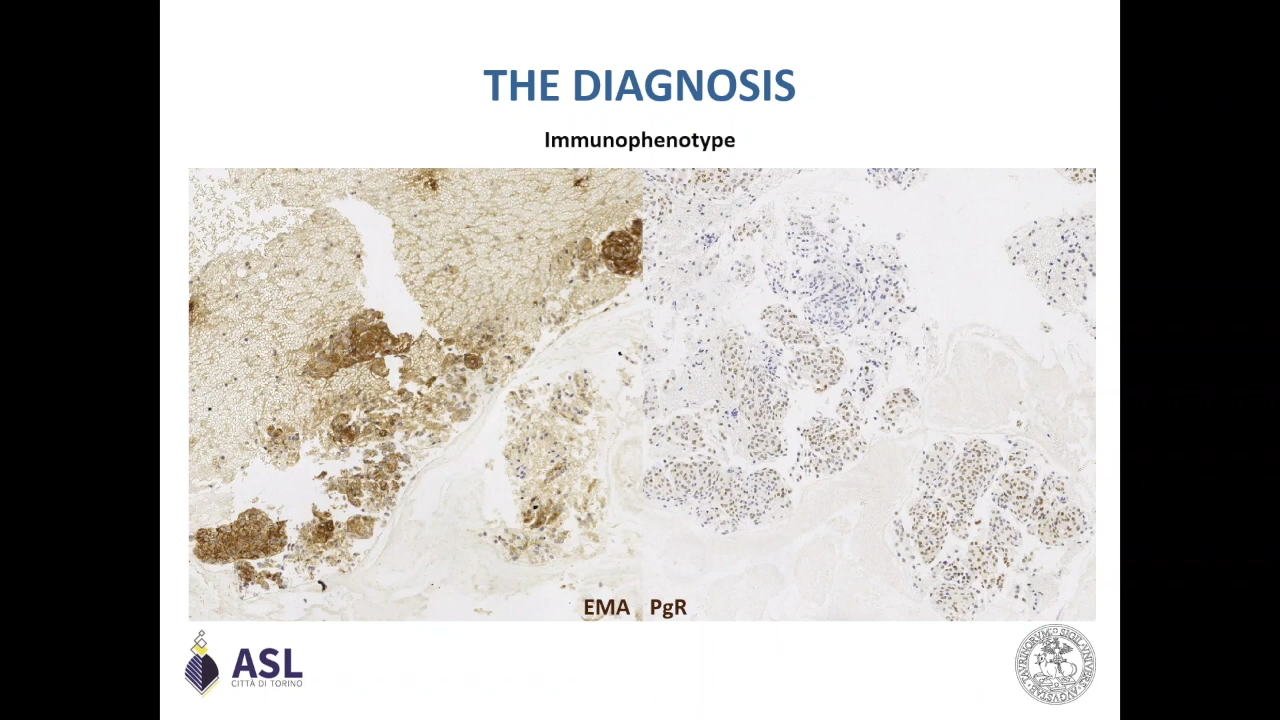 THE DIAGNOSIS
Immunophenotype
EMA PgR
ASL
CITTÀ DI TORINO